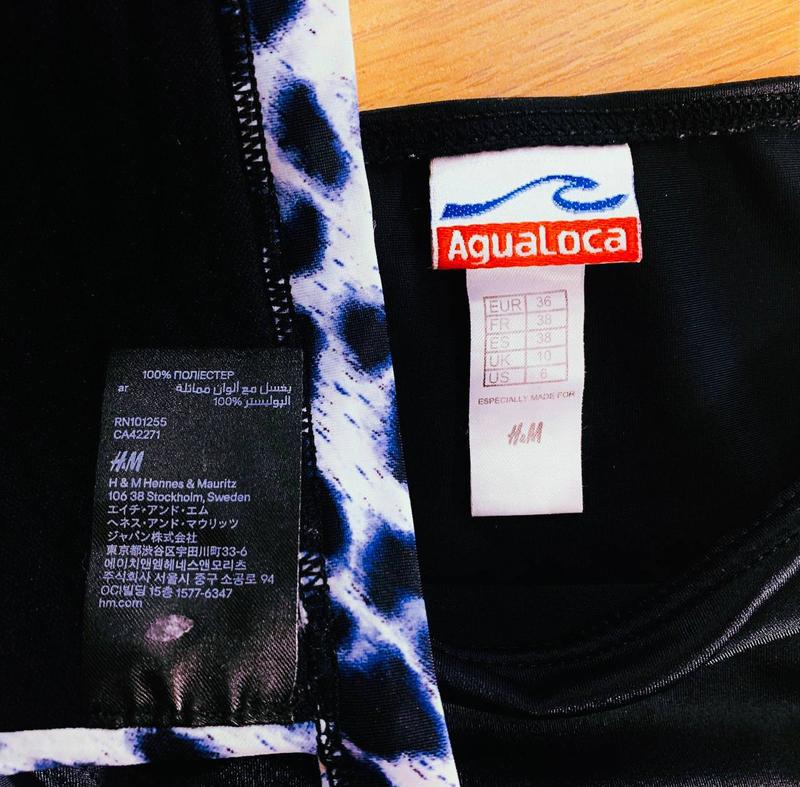 100% ПОЛІЕСТЕР
ar يغسل مع ألوان مماثلة
100% البوليستر
RN101255
CA42271
H&M
H & M Hennes & Mauritz
106 38 Stockholm, Sweden
エイチ・アンド・エム
ヘネス・アンド・マウリッツ
ジャパン株式会社
東京都渋谷区宇田川町33-6
에이치앤엠헤네스앤모리츠
주식회사 서울시 중구 소공로 94
OCI빌딩 15층 1577-6347
hm.com
AguaLoca
EUR 36
FR 38
ES 38
UK 10
US 6
ESPECIALLY MADE FOR
H&M